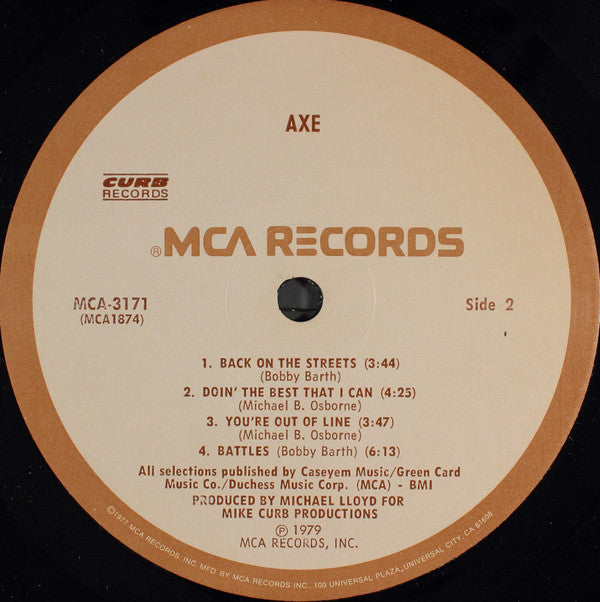 AXE
CURB
RECORDS
®MCA RECORDS
MCA-3171
(MCA1874)
Side 2
1. BACK ON THE STREETS (3:44)
(Bobby Barth)
2. DOIN' THE BEST THAT I CAN (4:25)
(Michael B. Osborne)
3. YOU'RE OUT OF LINE (3:47)
(Michael B. Osborne)
4. BATTLES (Bobby Barth) (6:13)
All selections published by Caseyem Music/Green Card
Music Co./Duchess Music Corp. (MCA) - BMI
PRODUCED BY MICHAEL LLOYD FOR
MIKE CURB PRODUCTIONS
Ⓟ 1979
MCA RECORDS, INC.
©1977 MCA RECORDS, INC. MFD. BY MCA RECORDS INC., 100 UNIVERSAL PLAZA, UNIVERSAL CITY, CA 61608